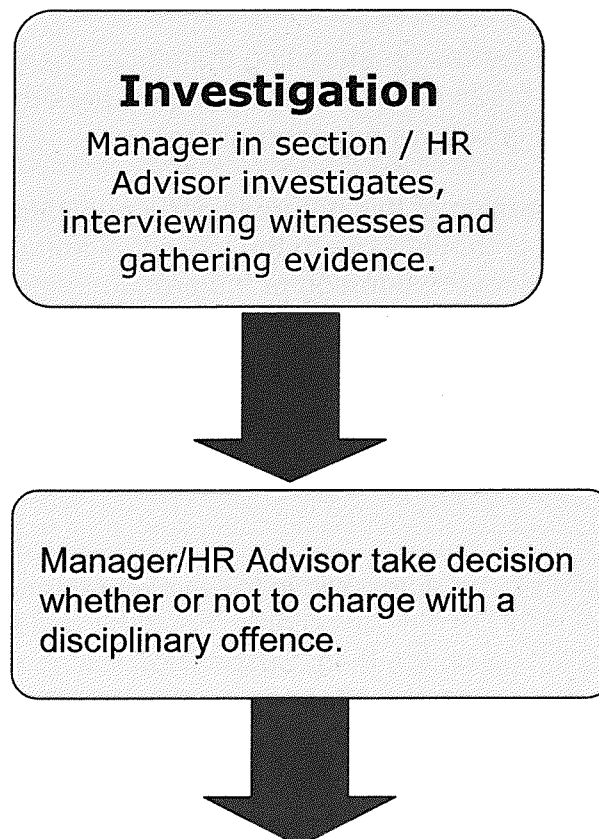 Investigation
Manager in section / HR
Advisor investigates,
interviewing witnesses and
gathering evidence.
Manager/HR Advisor take decision
whether or not to charge with a
disciplinary offence.